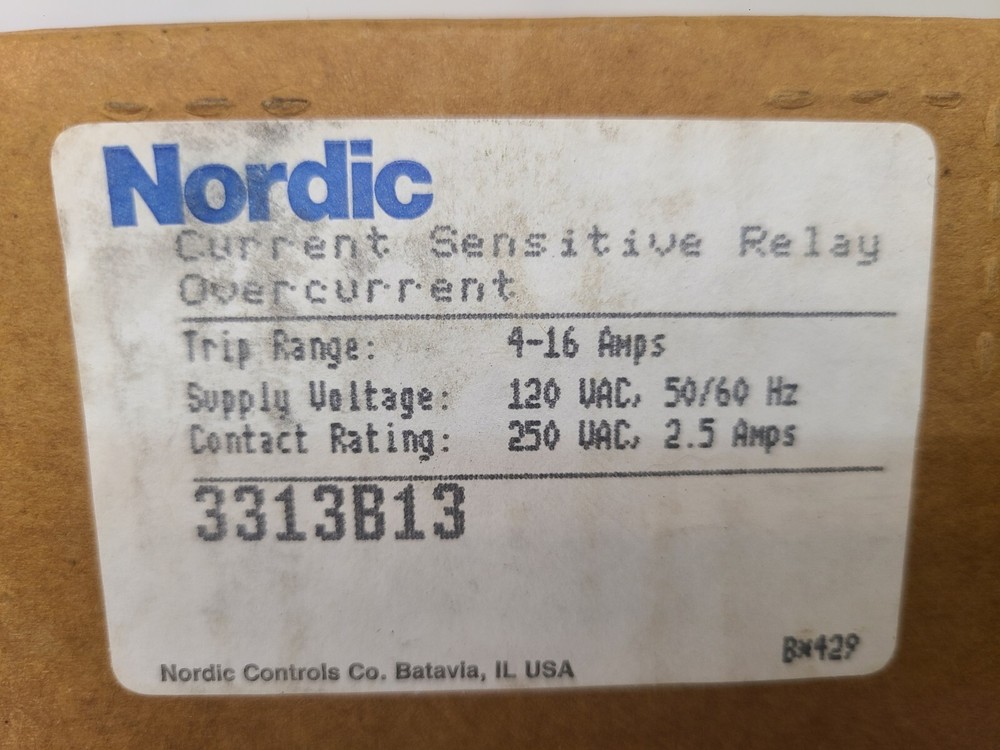 Nordic
Current Sensitive Relay
Overcurrent
Trip Range: 4-16 Amps
Supply Voltage: 120 VAC, 50/60 Hz
Contact Rating: 250 VAC, 2.5 Amps
3313B13
Nordic Controls Co. Batavia, IL USA